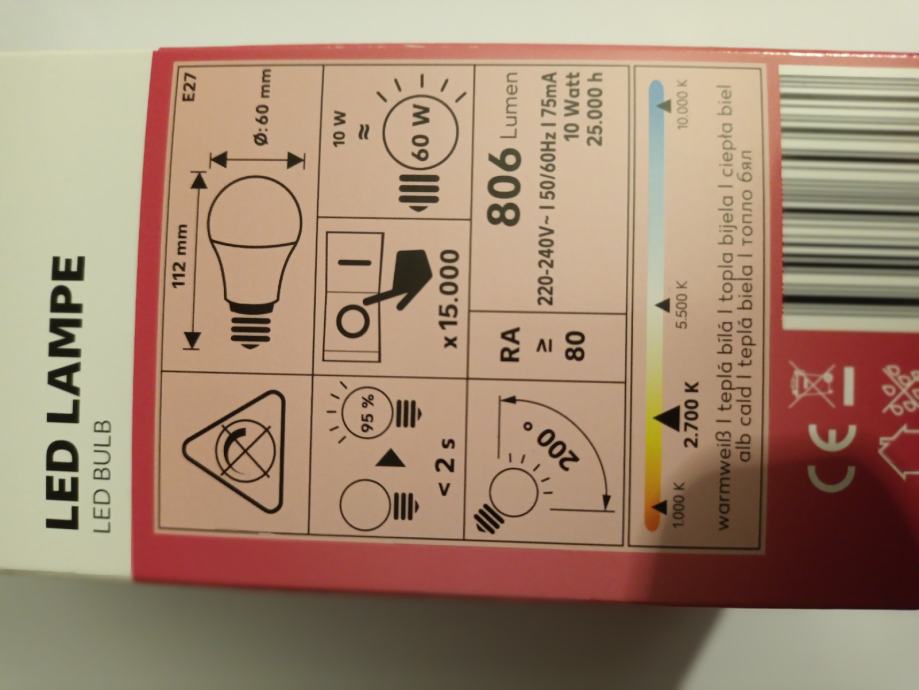 LED LAMPE
LED BULB
112 mm
Ø: 60 mm
E27
95 %
< 2 s
x 15.000
10 W
≈
60 W
200 °
RA
≥
80
806 Lumen
220-240V~ I 50/60Hz I 75mA
10 Watt
25.000 h
1.000 K
2.700 K
5.500 K
10.000 K
warmweiß I teplá bílá I topla bijela I ciepła biel
alb cald I teplá biela I топло бял
CE